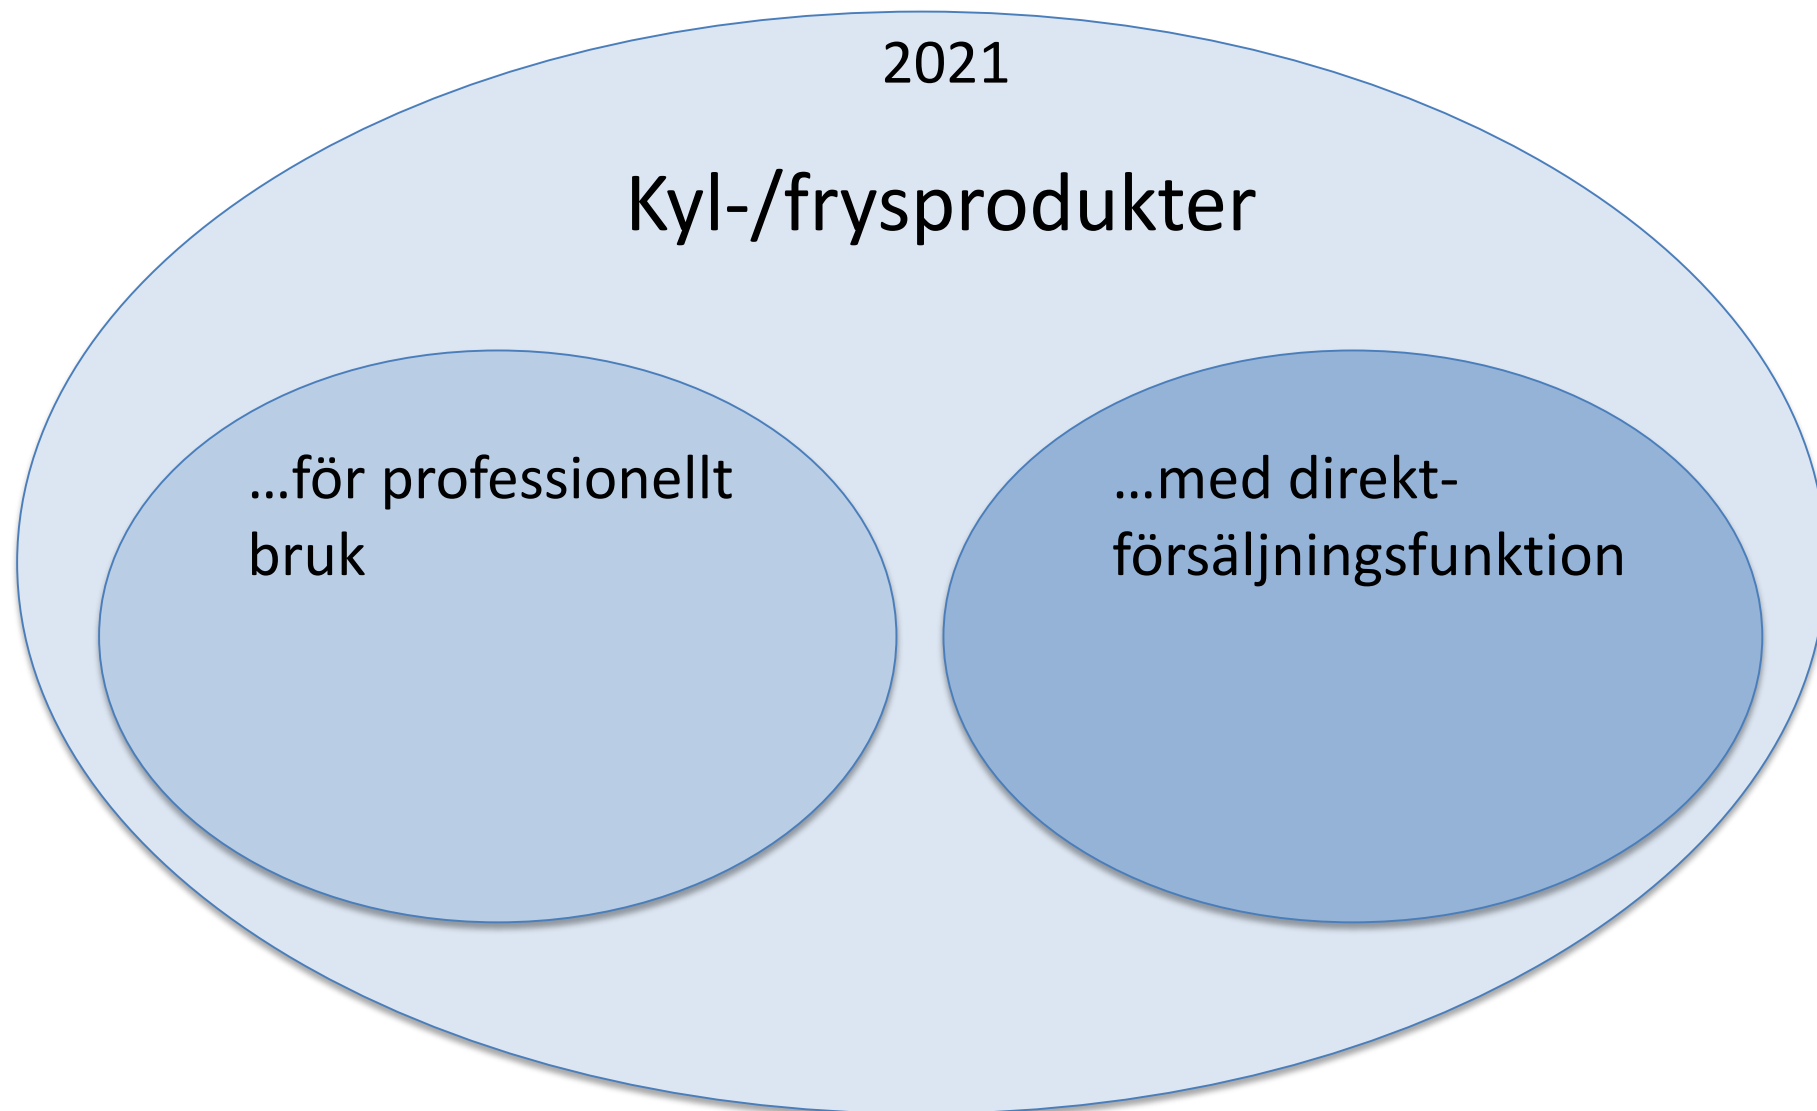 2021
Kyl-/frysprodukter
…för professionellt
bruk
…med direkt-
försäljningsfunktion